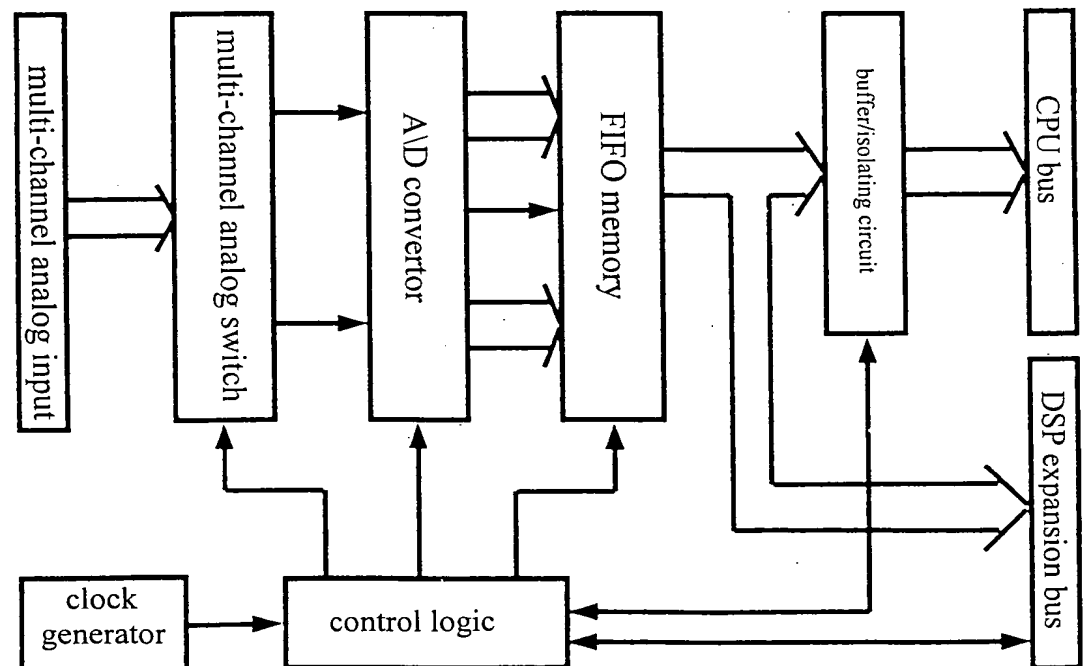 multi-channel analog input
multi-channel analog switch
A\D convertor
FIFO memory
buffer/isolating circuit
CPU bus
DSP expansion bus
clock
generator
control logic